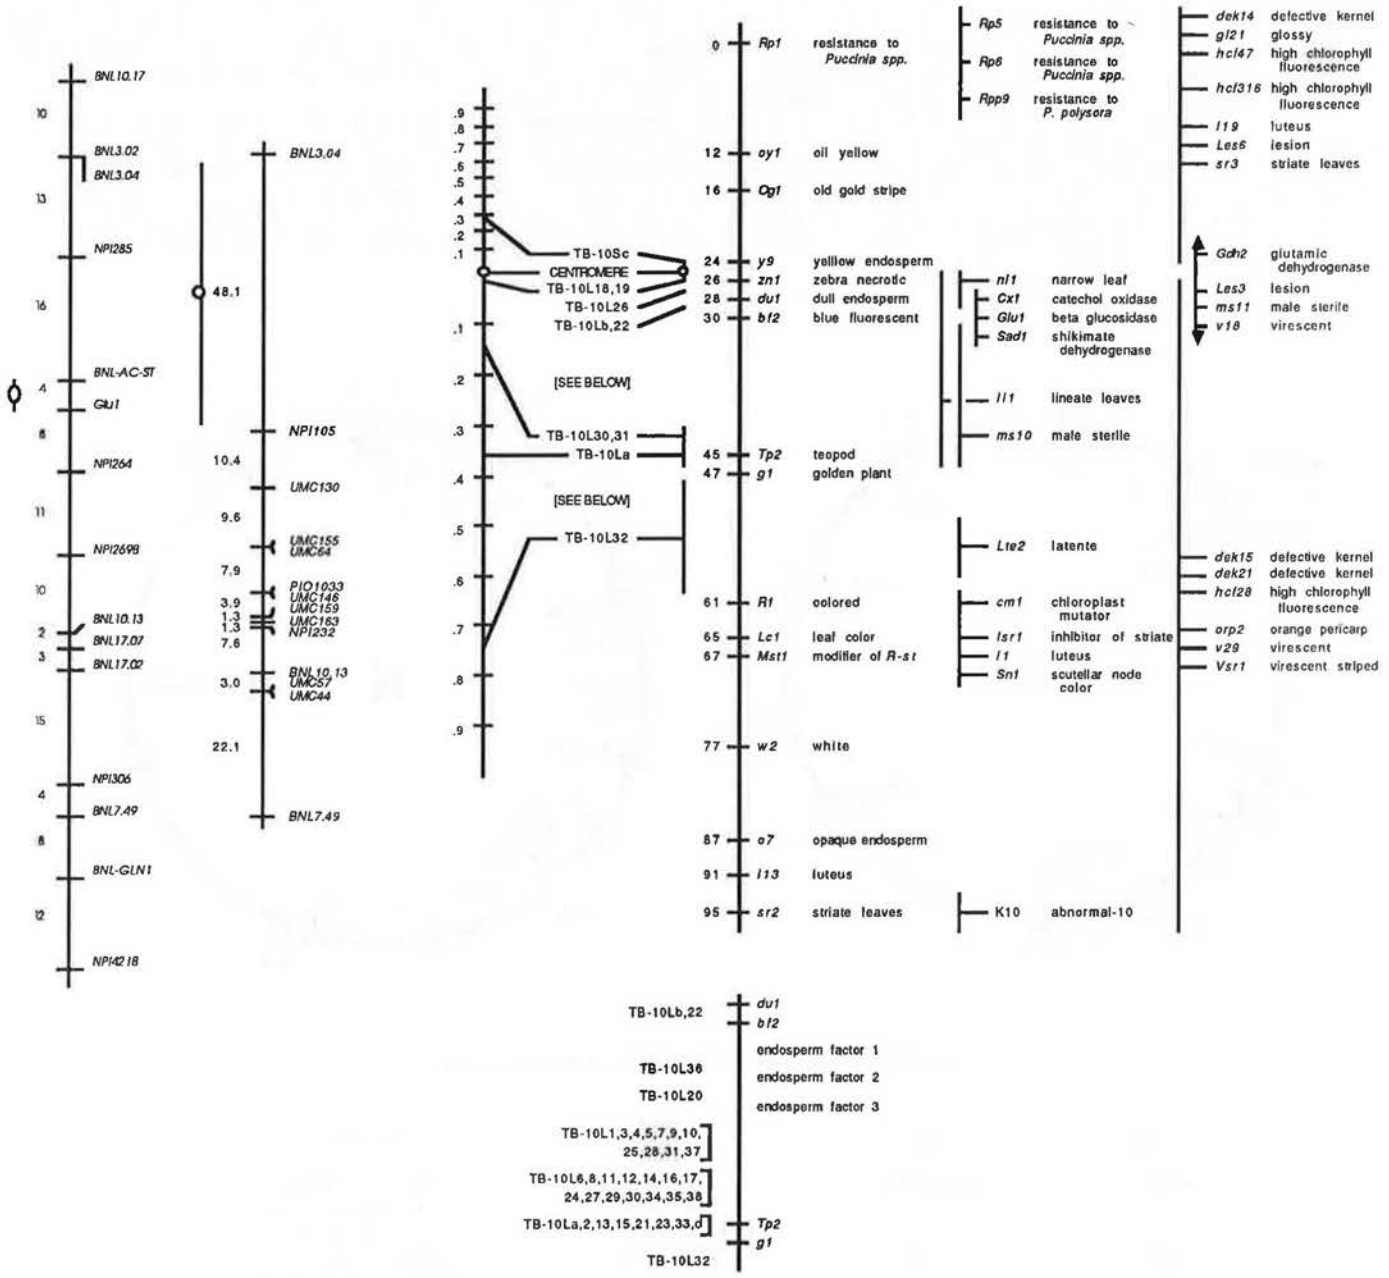 BNL10.17
10
BNL3.02
BNL3.04
13
NPI285
16
BNL-AC-ST
4
Glu1
6
NPI264
11
NPI269B
10
BNL10.13
2
BNL17.07
3
BNL17.02
15
NPI306
4
BNL7.49
8
BNL-GLN1
12
NPI421B
48.1
BNL3.04
NPI105
10.4
UMC130
9.6
UMC155
UMC64
7.9
PIO1033
UMC146
3.9
UMC159
1.3
UMC163
1.3
NPI232
7.6
BNL10.13
UMC57
3.0
UMC44
22.1
BNL7.49
.9
.8
.7
.6
.5
.4
.3
.2
.1
.1
.2
.3
.4
.5
.6
.7
.8
.9
TB-10Sc
CENTROMERE
TB-10L18,19
TB-10L26
TB-10Lb,22
[SEE BELOW]
TB-10L30,31
TB-10La
[SEE BELOW]
TB-10L32
0 Rp1 resistance to
Puccinia spp.
12 oy1 oil yellow
16 Og1 old gold stripe
24 y9 yelliow endosperm
26 zn1 zebra necrotic
28 du1 dull endosperm
30 bf2 blue fluorescent
45 Tp2 teopod
47 g1 golden plant
61 R1 colored
65 Lc1 leaf color
67 Mst1 modifier of R-st
77 w2 white
87 o7 opaque endosperm
91 l13 luteus
95 sr2 striate leaves
Rp5 resistance to
Puccinia spp.
Rp6 resistance to
Puccinia spp.
Rpp9 resistance to
P. polysora
nl1 narrow leaf
Cx1 catechol oxidase
Glu1 beta glucosidase
Sad1 shikimate
dehydrogenase
li1 lineate leaves
ms10 male sterile
Lte2 latente
cm1 chloroplast
mutator
Isr1 inhibitor of striate
l1 luteus
Sn1 scutellar node
color
K10 abnormal-10
dek14 defective kernel
gl21 glossy
hcf47 high chlorophyll
fluorescence
hcf316 high chlorophyll
fluorescence
l19 luteus
Les6 lesion
sr3 striate leaves
Gdh2 glutamic
dehydrogenase
Les3 lesion
ms11 male sterile
v18 virescent
dek15 defective kernel
dek21 defective kernel
hcf28 high chlorophyll
fluorescence
orp2 orange pericarp
v29 virescent
Vsr1 virescent striped
du1
TB-10Lb,22
bf2
endosperm factor 1
TB-10L36
endosperm factor 2
TB-10L20
endosperm factor 3
TB-10L1,3,4,5,7,9,10,
25,28,31,37
TB-10L6,8,11,12,14,16,17,
24,27,29,30,34,35,38
TB-10La,2,13,15,21,23,33,d Tp2
g1
TB-10L32